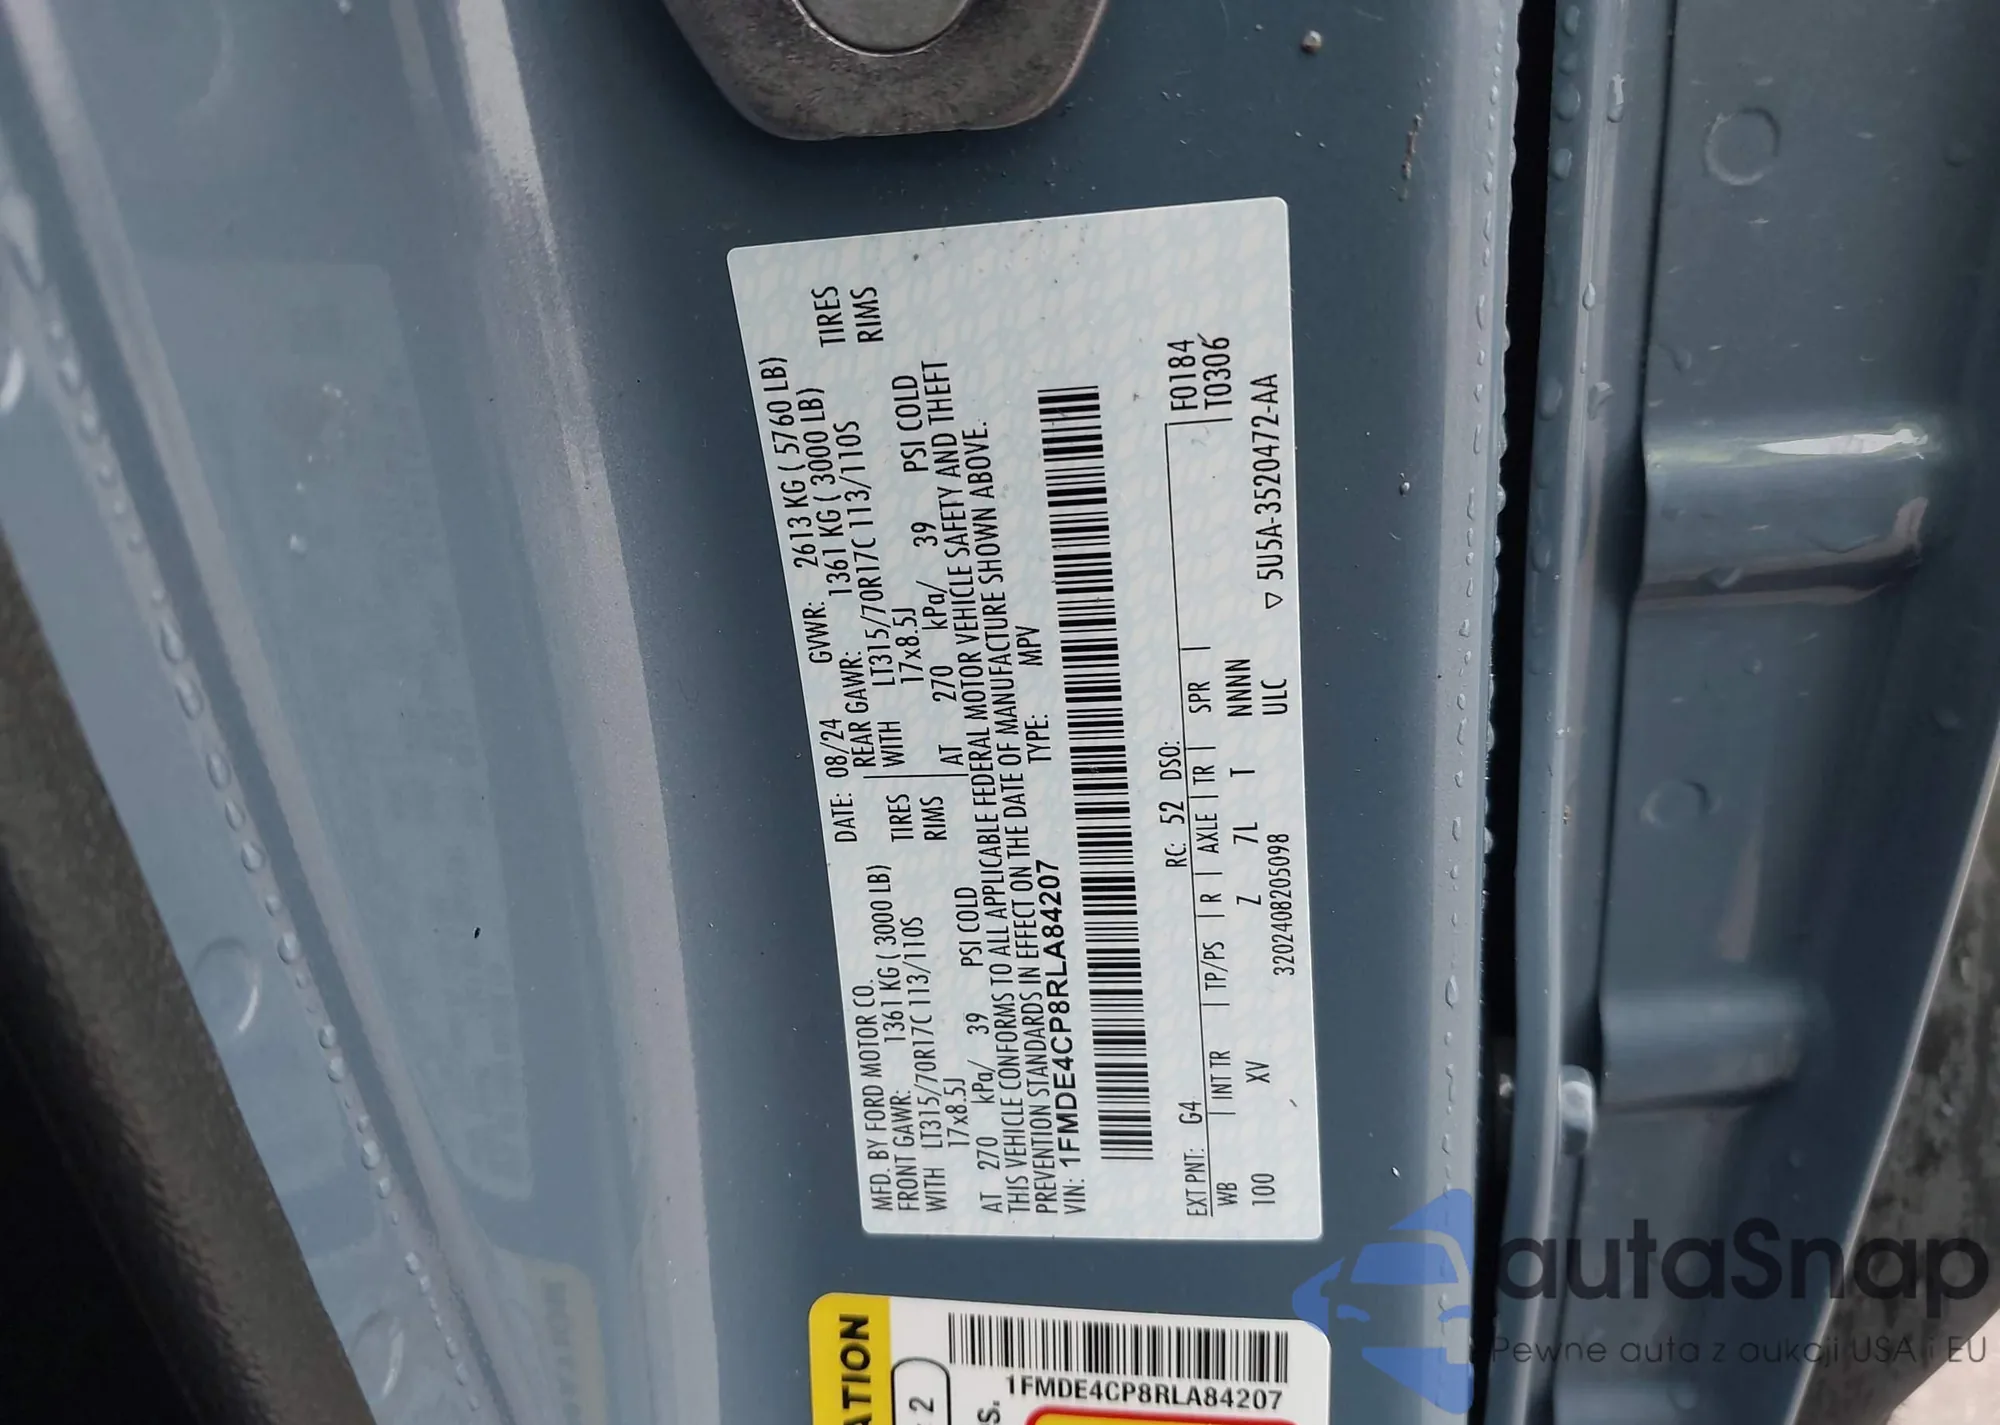 MFD. BY FORD MOTOR CO.
DATE: 08/24 GVWR: 2613 KG ( 5760 LB)
FRONT GAWR: 1361 KG ( 3000 LB)
REAR GAWR: 1361 KG ( 3000 LB)
WITH LT315/70R17C 113/110S TIRES
WITH LT315/70R17C 113/110S TIRES
17x8.5J RIMS
17x8.5J RIMS
AT 270 kPa/ 39 PSI COLD
AT 270 kPa/ 39 PSI COLD
THIS VEHICLE CONFORMS TO ALL APPLICABLE FEDERAL MOTOR VEHICLE SAFETY AND THEFT
PREVENTION STANDARDS IN EFFECT ON THE DATE OF MANUFACTURE SHOWN ABOVE.
VIN: 1FMDE4CP8RLA84207 TYPE: MPV
EXT PNT: G4 RC: 52 DSO: F0184
WB INT TR TP/PS R AXLE TR SPR T0306
100 XV Z 7L T NNNN
3202408205098 ULC ▽ 5U5A-3520472-AA
ATION
2
S.
1FMDE4CP8RLA84207
autaSnap
Pewne auta z aukcji USA i EU